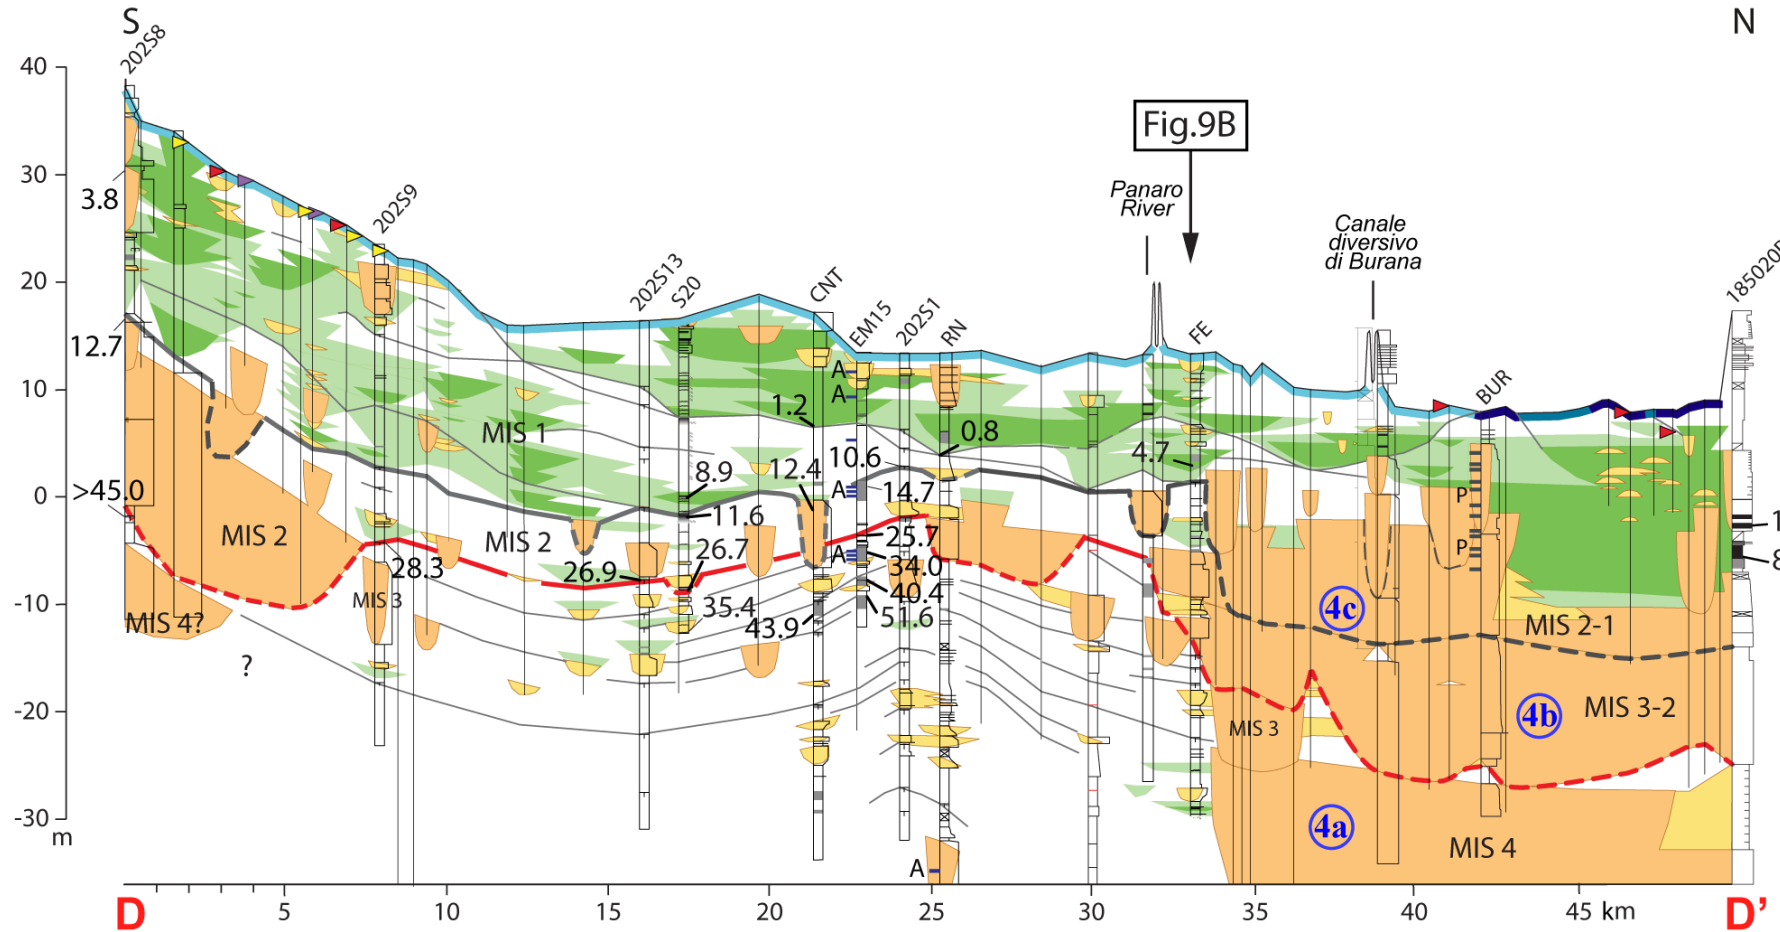 S
N
202S8
40
30
20
10
0
-10
-20
-30
m
3.8
12.7
>45.0
202S9
202S13
S20
CNT
EM15
202S1
RN
Panaro
River
Fig.9B
FE
Canale
diversivo
di Burana
BUR
185020P
A
A
1.2
MIS 1
0.8
4.7
8.9
12.4
10.6
A
14.7
11.6
P
P
1
8
MIS 2
MIS 2
28.3
26.9
26.7
25.7
A
34.0
40.4
51.6
35.4
43.9
MIS 3
MIS 4?
?
4c
MIS 2-1
4b
MIS 3-2
MIS 3
4a
MIS 4
A
5
10
15
20
25
30
35
40
45
km
D
D’